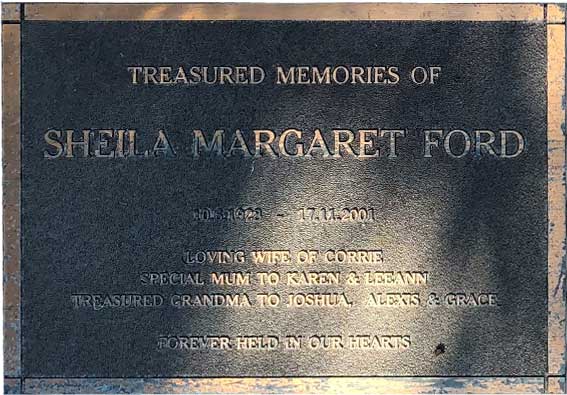 TREASURED MEMORIES OF
SHEILA MARGARET FORD
- 17.11.2001
LOVING WIFE OF CORRIE
SPECIAL MUM TO KAREN & LEEANN
TREASURED GRANDMA TO JOSHUA, ALEXIS & GRACE
FOREVER HELD IN OUR HEARTS